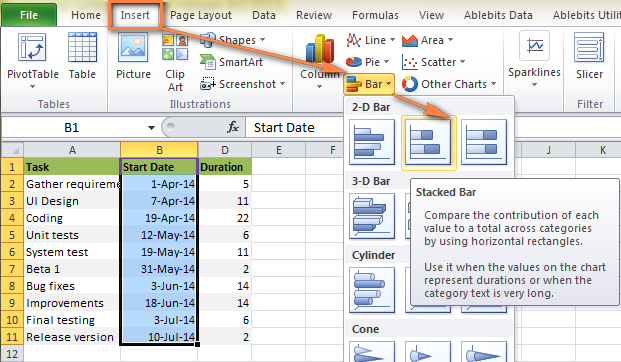 File Home Insert Page Layout Data Review Formulas View Ablebits Data Ablebits Utili
PivotTable Table Picture Clip Art Shapes SmartArt Screenshot Column Line Pie Bar Area Scatter Other Charts Sparklines Slicer
Tables Illustrations Filter
B1 fx Start Date
2-D Bar
A B D E F J K
1 Task Start Date Duration
2 Gather requireme 1-Apr-14 5
3 UI Design 7-Apr-14 11
4 Coding 19-Apr-14 22
5 Unit tests 12-May-14 6
6 System test 19-May-14 11
7 Beta 1 31-May-14 2
8 Bug fixes 3-Jun-14 14
9 Improvements 18-Jun-14 14
10 Final testing 3-Jul-14 6
11 Release version 10-Jul-14 2
12
3-D Bar
Cylinder
Cone
Stacked Bar
Compare the contribution of each
value to a total across categories
by using horizontal rectangles.
Use it when the values on the chart
represent durations or when the
category text is very long.